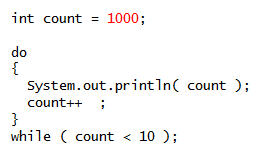 int count = 1000;
do
{
  System.out.println( count );
  count++  ;
}
while ( count < 10 );